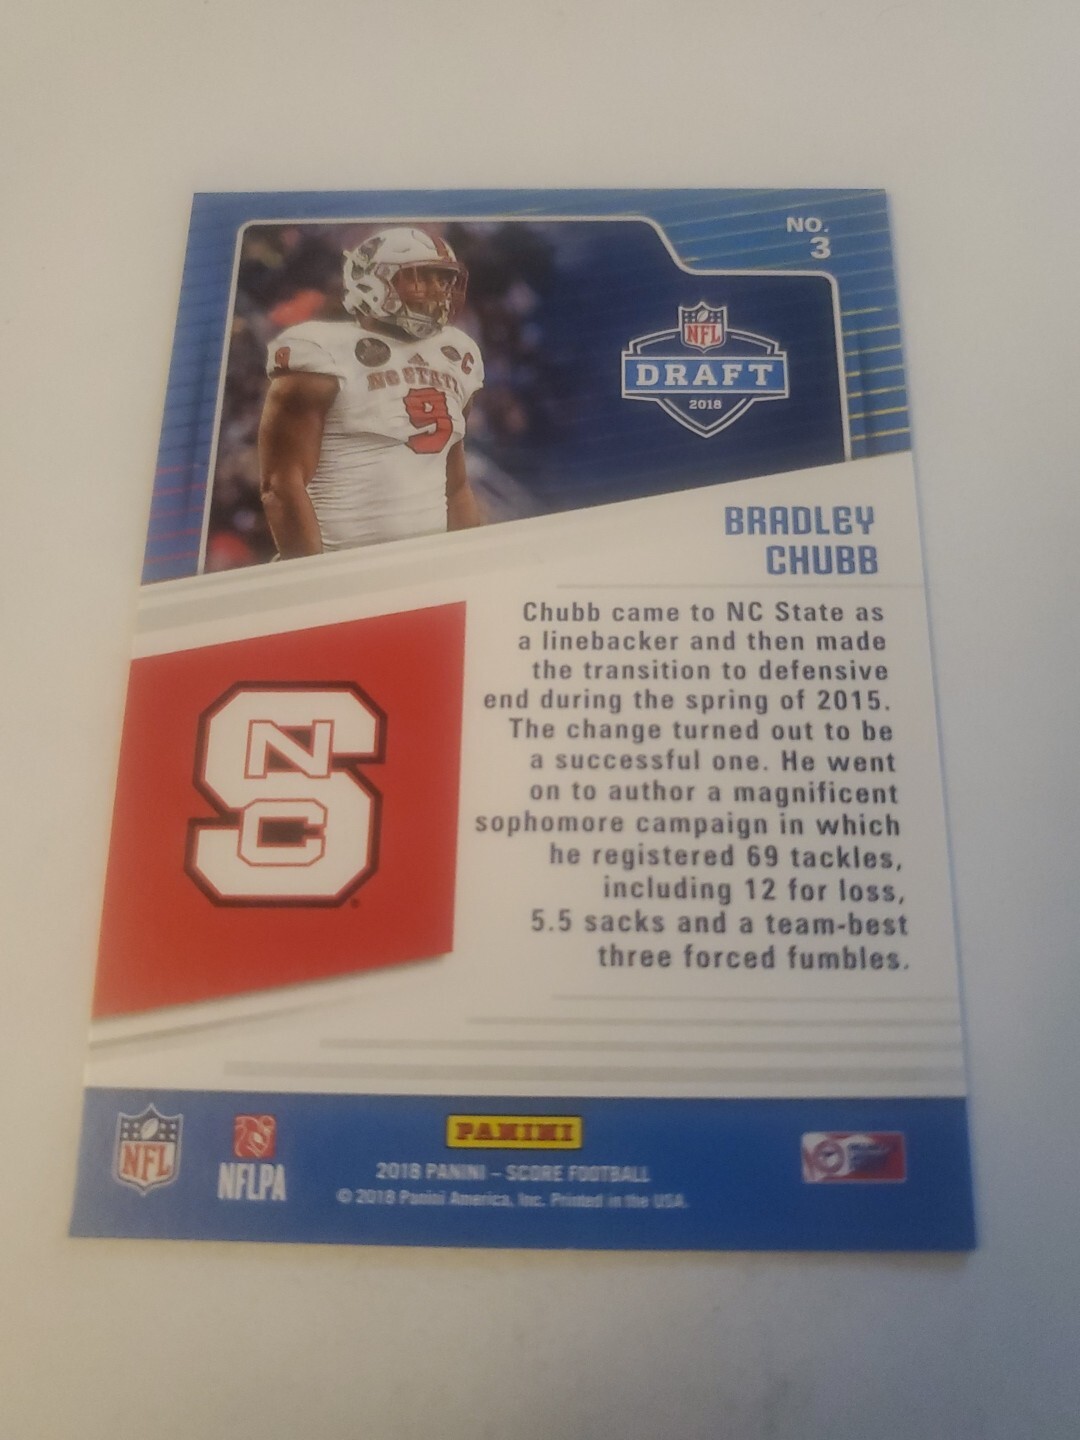 NO.
3
NFL
DRAFT
2018
9
C
NC STATE
9
BRADLEY
CHUBB
Chubb came to NC State as
a linebacker and then made
the transition to defensive
end during the spring of 2015.
The change turned out to be
a successful one. He went
on to author a magnificent
sophomore campaign in which
he registered 69 tackles,
including 12 for loss,
5.5 sacks and a team-best
three forced fumbles.
NCS
NFL
NFLPA
PANINI
2018 PANINI – SCORE FOOTBALL
© 2018 Panini America, Inc. Printed in the USA.